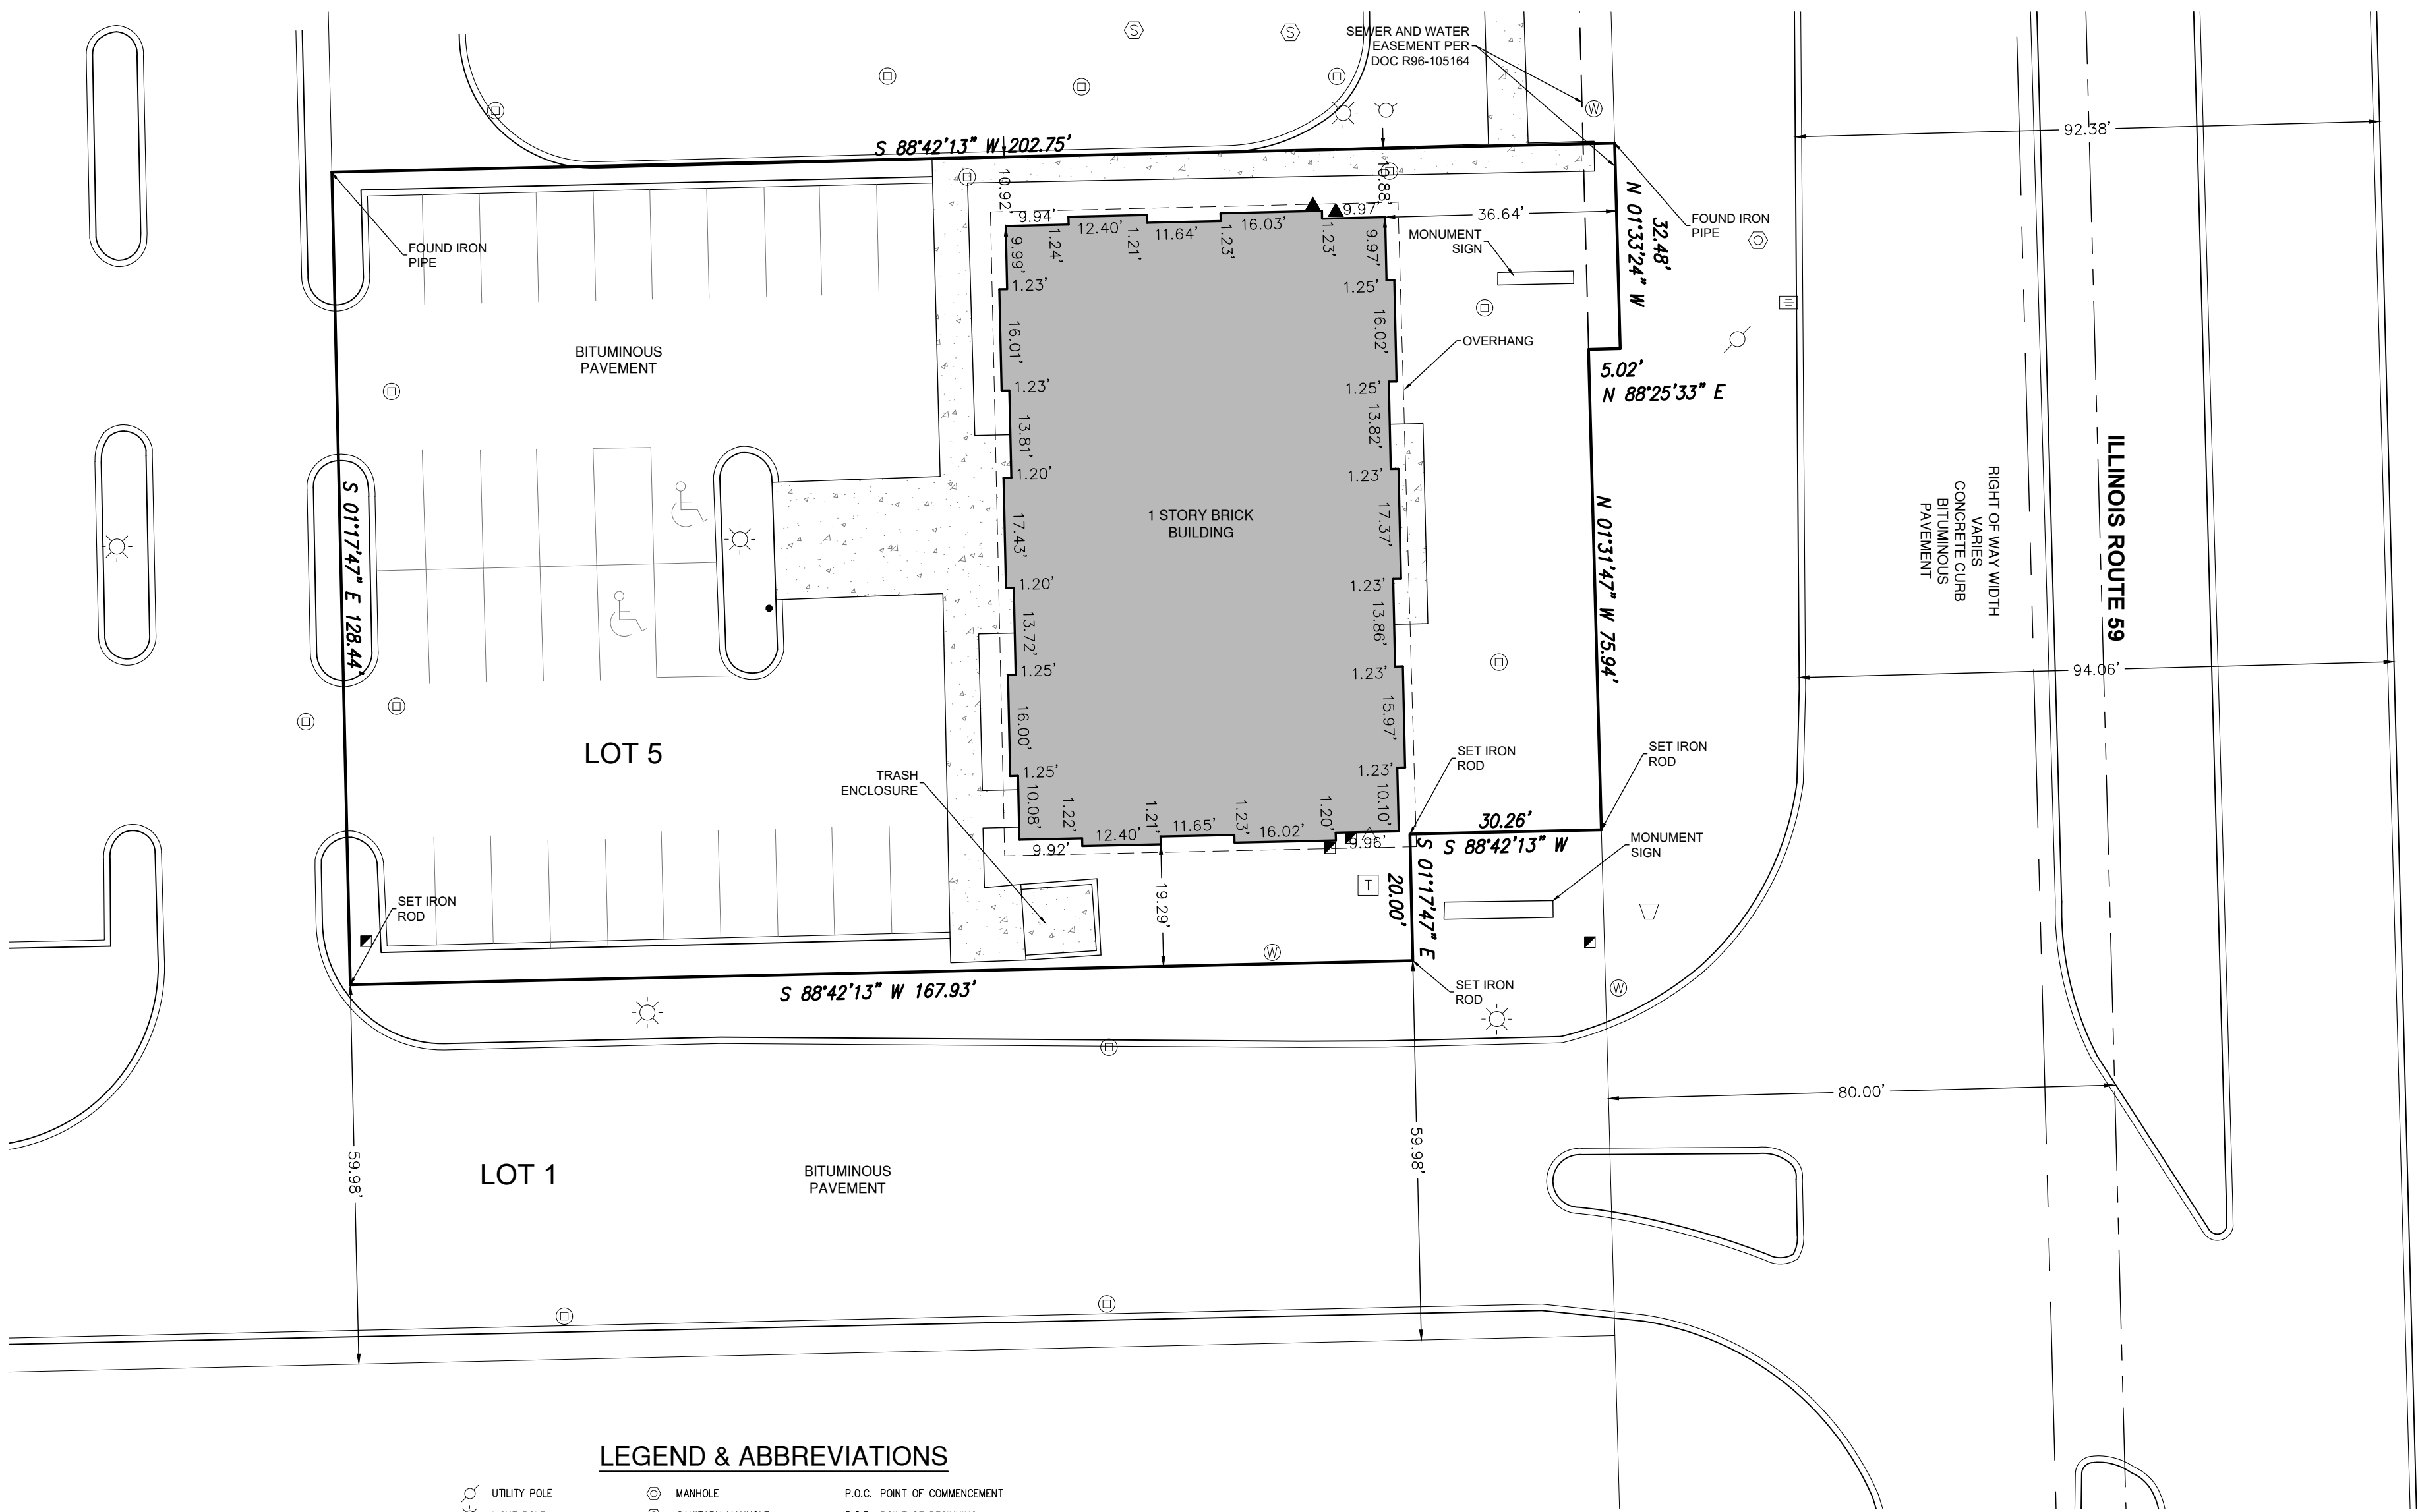 SEWER AND WATER
EASEMENT PER
DOC R96-105164
S
S
W
92.38'
S 88°42'13" W 202.75'
10.92'
10.88'
36.64'
N 01°33'24" W
32.48'
FOUND IRON
PIPE
FOUND IRON
PIPE
MONUMENT
SIGN
9.94'
12.40'
11.64'
16.03'
9.97'
1.24'
1.21'
1.23'
1.23'
9.99'
9.97'
1.23'
1.25'
16.01'
16.02'
OVERHANG
BITUMINOUS
PAVEMENT
5.02'
N 88°25'33" E
1.23'
1.25'
13.81'
13.82'
1.20'
1.23'
ILLINOIS ROUTE 59
RIGHT OF WAY WIDTH
VARIES
CONCRETE CURB
BITUMINOUS
PAVEMENT
1 STORY BRICK
BUILDING
S 01°17'47" E 128.44'
N 01°31'47" W 75.94'
17.43'
17.37'
1.20'
1.23'
13.72'
13.86'
1.25'
1.23'
94.06'
16.00'
15.97'
LOT 5
TRASH
ENCLOSURE
SET IRON
ROD
SET IRON
ROD
1.25'
1.23'
10.08'
10.10'
1.22'
1.21'
1.23'
1.20'
9.92'
12.40'
11.65'
16.02'
9.96'
30.26'
S 88°42'13" W
MONUMENT
SIGN
S 01°17'47" E
20.00'
T
19.29'
SET IRON
ROD
W
W
S 88°42'13" W 167.93'
SET IRON
ROD
80.00'
59.98'
59.98'
LOT 1
BITUMINOUS
PAVEMENT
LEGEND & ABBREVIATIONS
UTILITY POLE
MANHOLE
P.O.C. POINT OF COMMENCEMENT